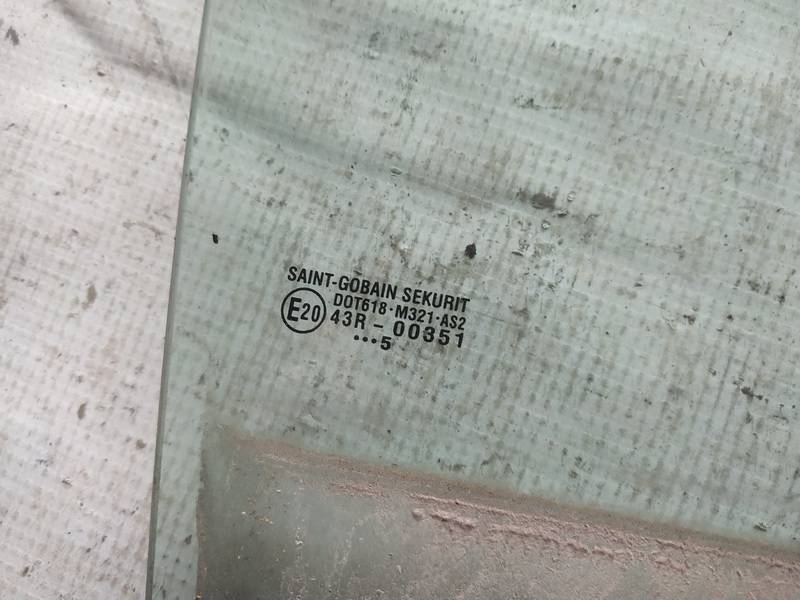 SAINT-GOBAIN SEKURIT
DOT618·M321·AS2
E20 43R - 00351
•••5